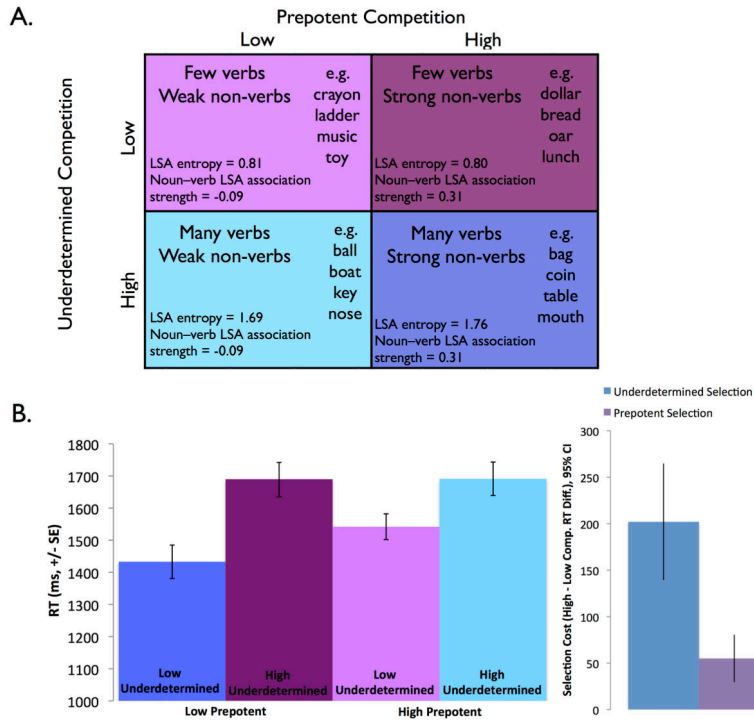 A.
Prepotent Competition
Low
High
Underdetermined Competition
Low
High
Few verbs
Weak non-verbs
e.g.
crayon
ladder
music
toy
LSA entropy = 0.81
Noun–verb LSA association
strength = -0.09
Few verbs
Strong non-verbs
e.g.
dollar
bread
oar
lunch
LSA entropy = 0.80
Noun–verb LSA association
strength = 0.31
Many verbs
Weak non-verbs
e.g.
ball
boat
key
nose
LSA entropy = 1.69
Noun–verb LSA association
strength = -0.09
Many verbs
Strong non-verbs
e.g.
bag
coin
table
mouth
LSA entropy = 1.76
Noun–verb LSA association
strength = 0.31
B.
RT (ms, +/- SE)
1800
1700
1600
1500
1400
1300
1200
1100
1000
Low
Underdetermined
High
Underdetermined
Low
Underdetermined
High
Underdetermined
Low Prepotent
High Prepotent
Underdetermined Selection
Prepotent Selection
Selection Cost (High - Low Comp. RT Diff.), 95% CI
300
250
200
150
100
50
0